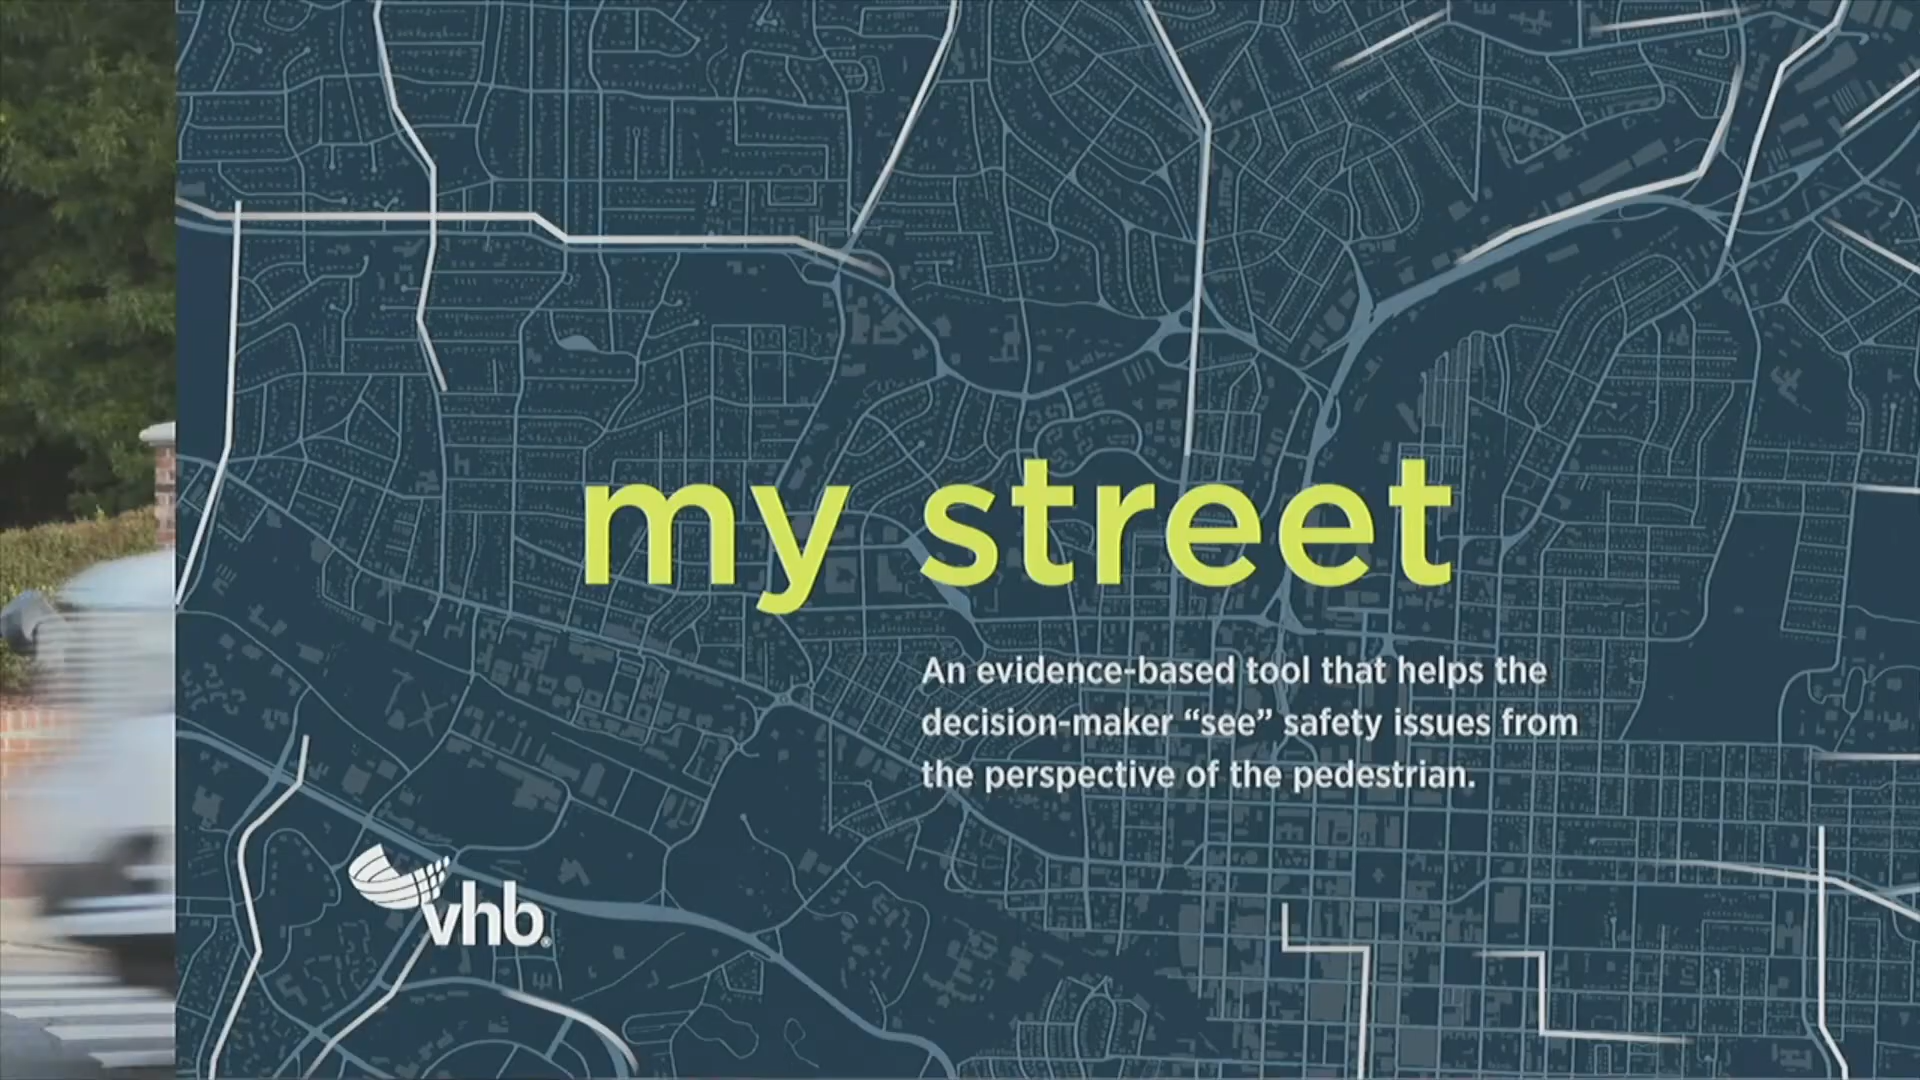 my street
An evidence-based tool that helps the
decision-maker “see” safety issues from
the perspective of the pedestrian.
vhb®